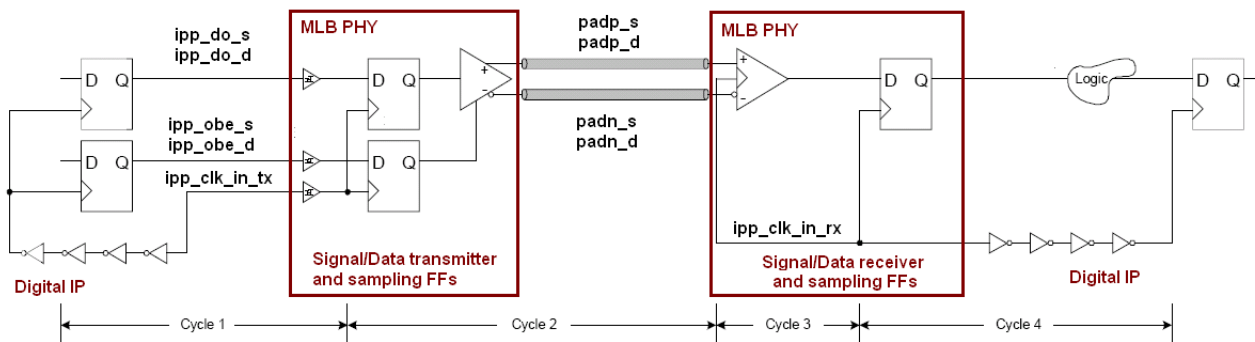 ipp_do_s
ipp_do_d
MLB PHY
padp_s
padp_d
MLB PHY
D Q
D Q
+
-
+
-
D Q
Logic
D Q
ipp_obe_s
ipp_obe_d
padn_s
padn_d
D Q
D Q
ipp_clk_in_tx
ipp_clk_in_rx
Signal/Data transmitter
and sampling FFs
Signal/Data receiver
and sampling FFs
Digital IP
Digital IP
Cycle 1
Cycle 2
Cycle 3
Cycle 4